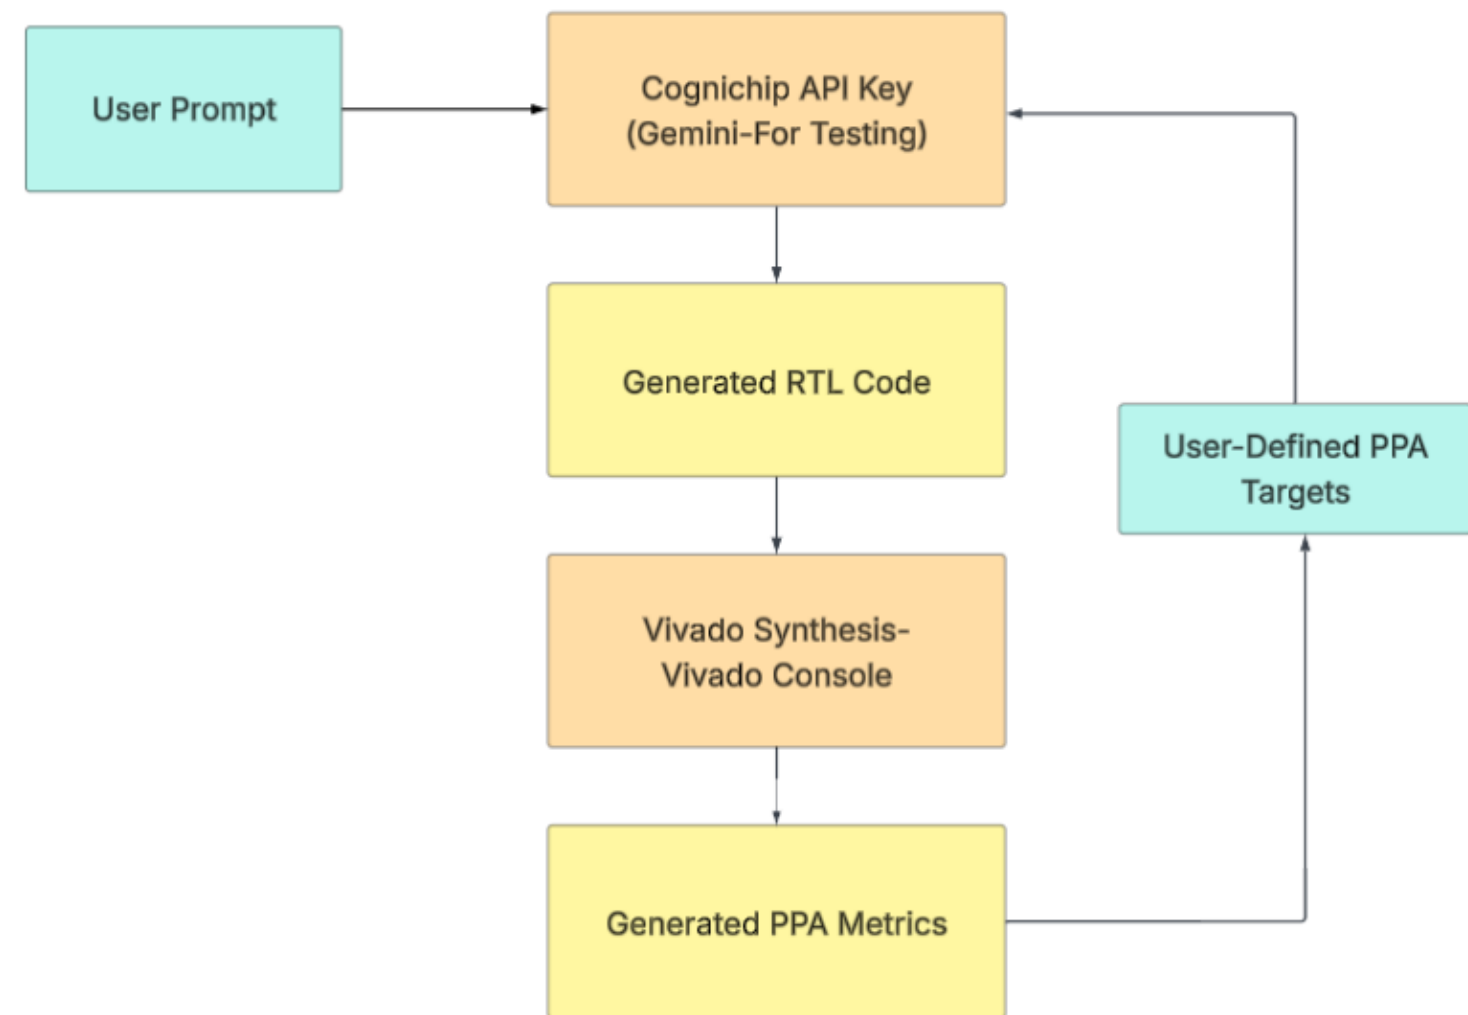 User Prompt
Cognichip API Key
(Gemini-For Testing)
Generated RTL Code
User-Defined PPA
Targets
Vivado Synthesis-
Vivado Console
Generated PPA Metrics